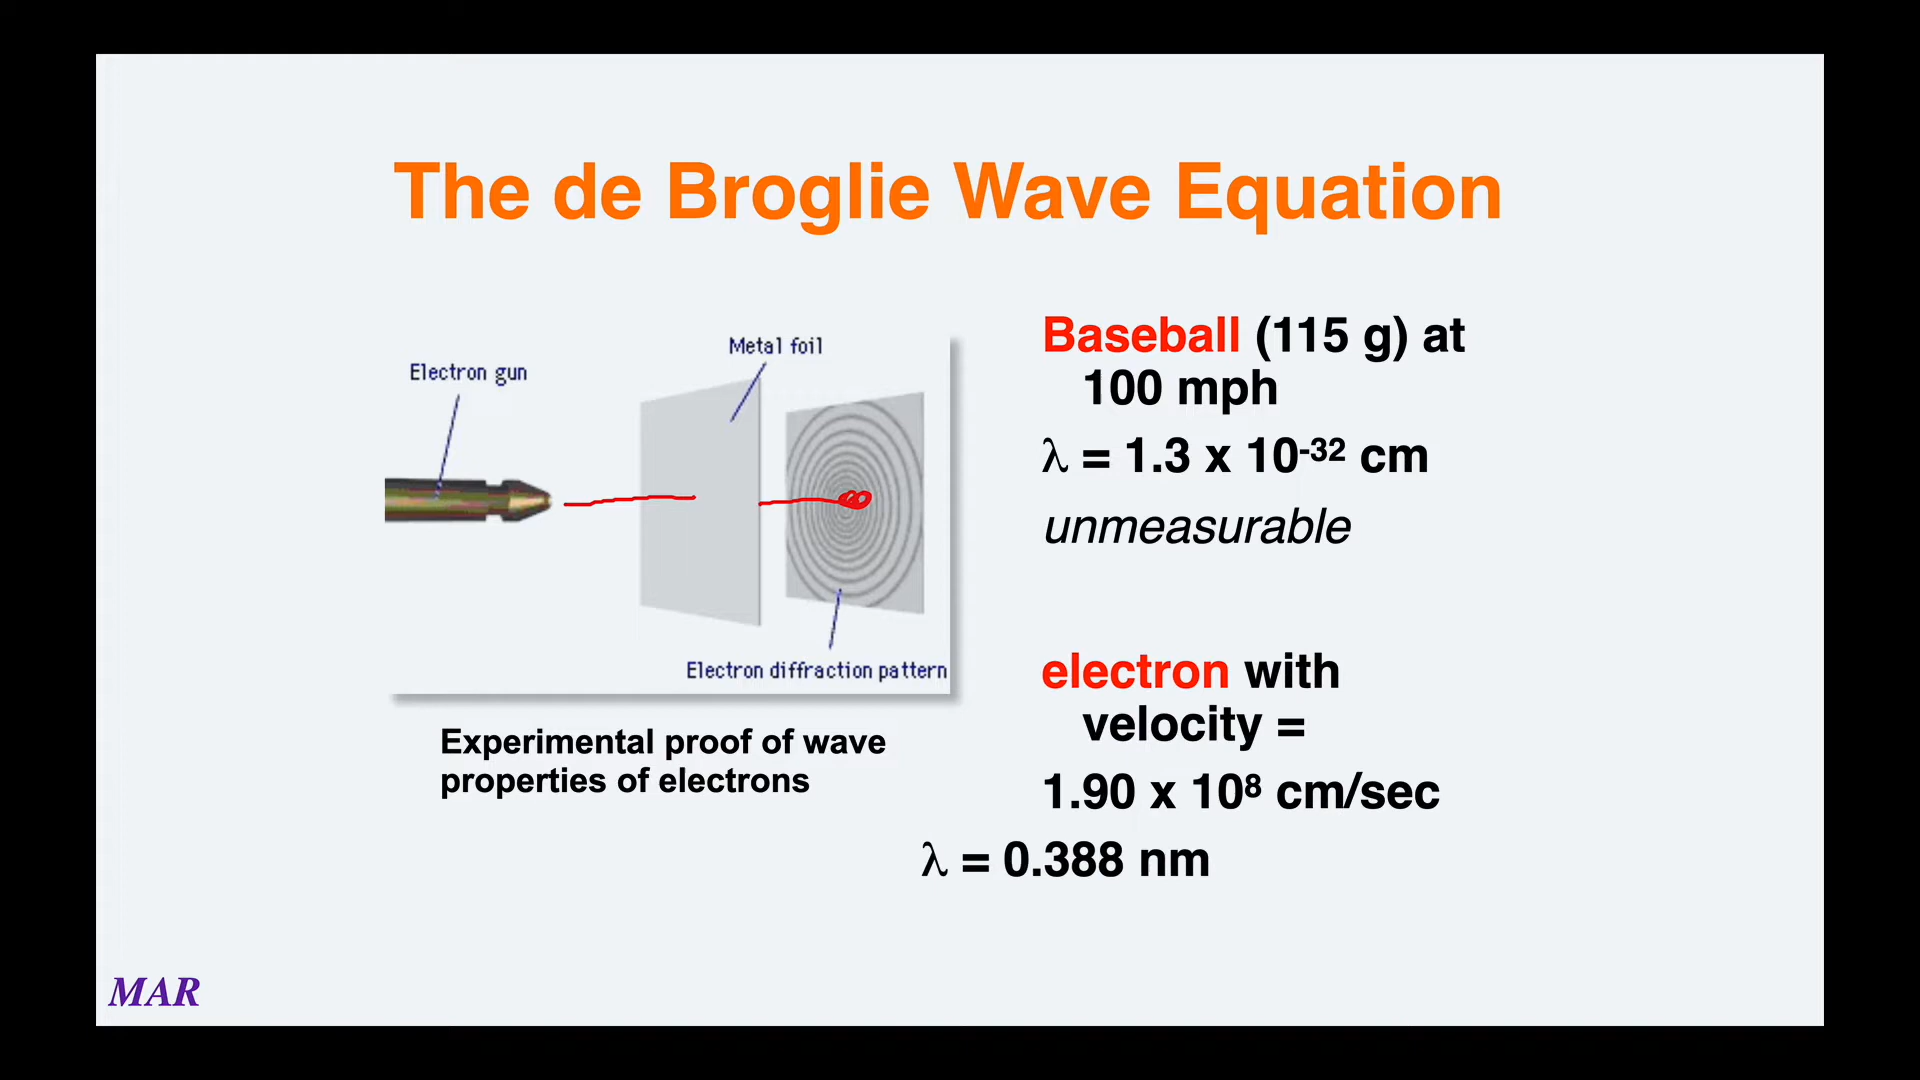 The de Broglie Wave Equation
Metal foil
Electron gun
Electron diffraction pattern
Experimental proof of wave
properties of electrons
Baseball (115 g) at
100 mph
λ = 1.3 x 10⁻³² cm
unmeasurable
electron with
velocity =
1.90 x 10⁸ cm/sec
λ = 0.388 nm
MAR